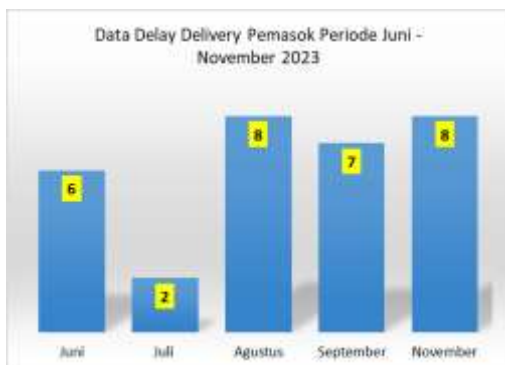 Data Delay Delivery Pemasok Periode Juni -
November 2023
6
2
8
7
8
Juni
Juli
Agustus
September
November